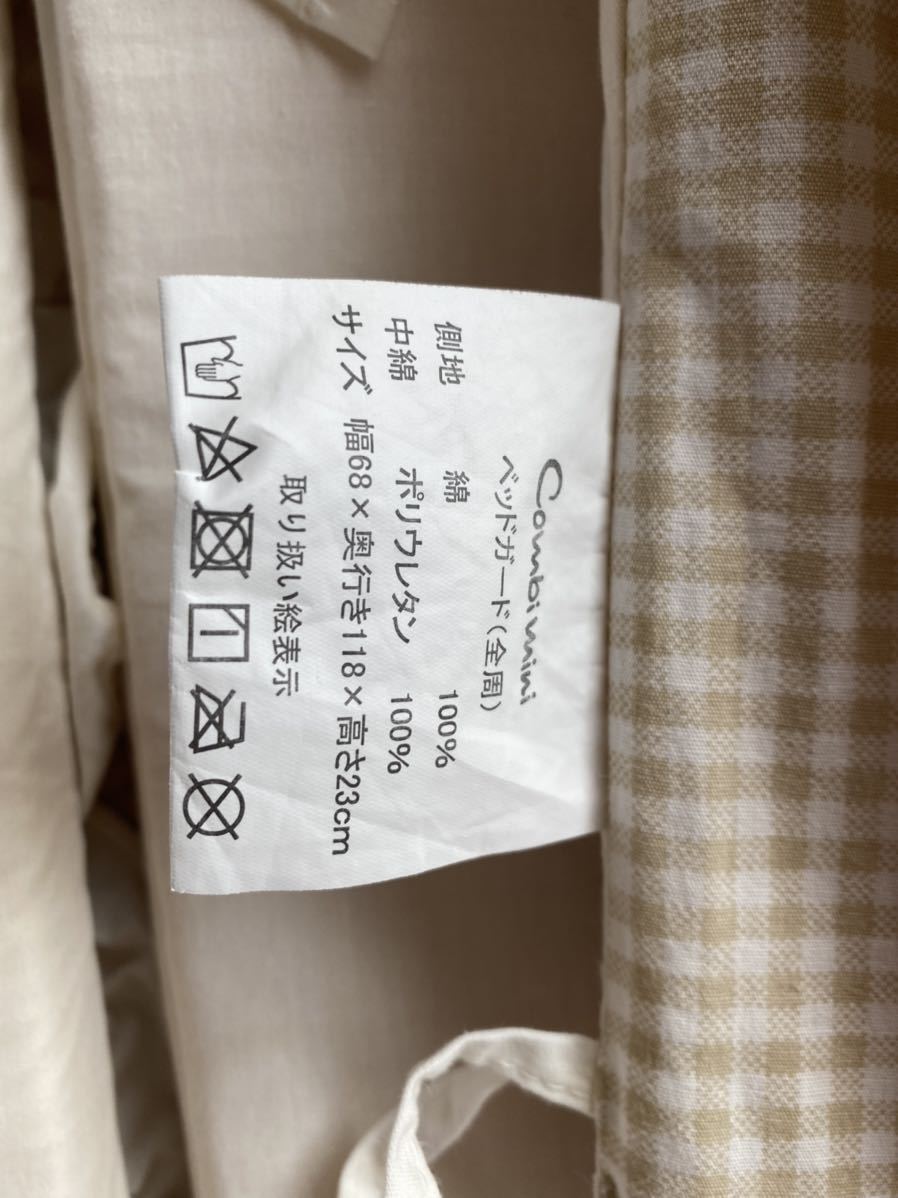 Combi mini
ベッドガード(全周)
側地 綿 100%
中綿 ポリウレタン 100%
サイズ 幅68×奥行き118×高さ23cm
取り扱い絵表示